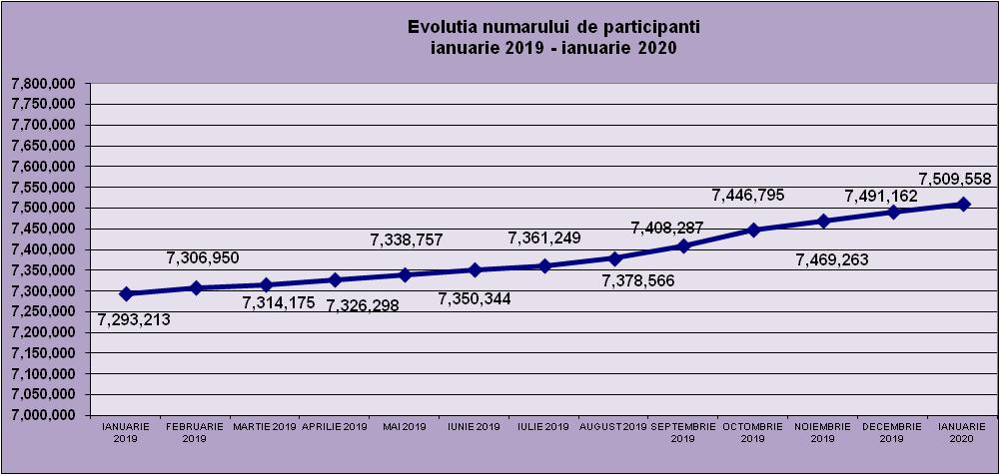 Evolutia numarului de participanti
ianuarie 2019 - ianuarie 2020
7,800,000
7,750,000
7,700,000
7,650,000
7,600,000
7,550,000
7,500,000
7,450,000
7,400,000
7,350,000
7,300,000
7,250,000
7,200,000
7,150,000
7,100,000
7,050,000
7,000,000
7,293,213
7,306,950
7,314,175
7,326,298
7,338,757
7,350,344
7,361,249
7,378,566
7,408,287
7,446,795
7,469,263
7,491,162
7,509,558
IANUARIE
2019
FEBRUARIE
2019
MARTIE 2019
APRILIE 2019
MAI 2019
IUNIE 2019
IULIE 2019
AUGUST 2019
SEPTEMBRIE
2019
OCTOMBRIE
2019
NOIEMBRIE
2019
DECEMBRIE
2019
IANUARIE
2020